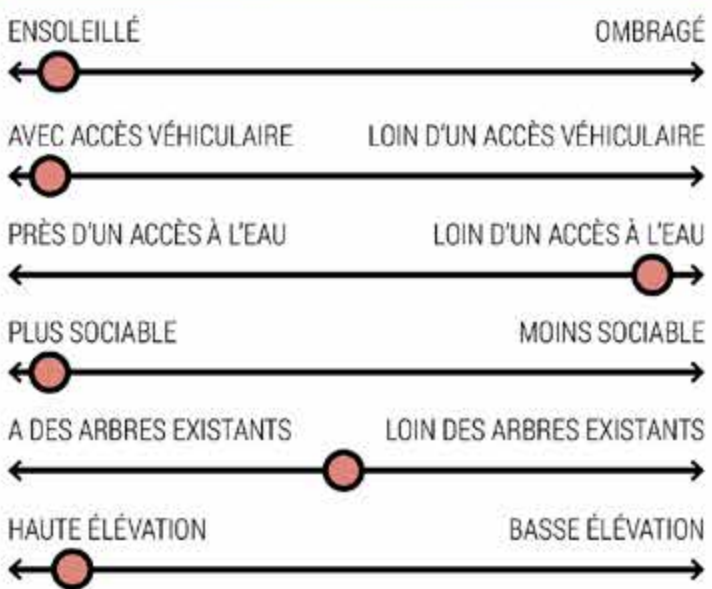 ENSOLEILLÉ OMBRAGÉ
AVEC ACCÈS VÉHICULAIRE LOIN D'UN ACCÈS VÉHICULAIRE
PRÈS D'UN ACCÈS À L'EAU LOIN D'UN ACCÈS À L'EAU
PLUS SOCIABLE MOINS SOCIABLE
A DES ARBRES EXISTANTS LOIN DES ARBRES EXISTANTS
HAUTE ÉLÉVATION BASSE ÉLÉVATION